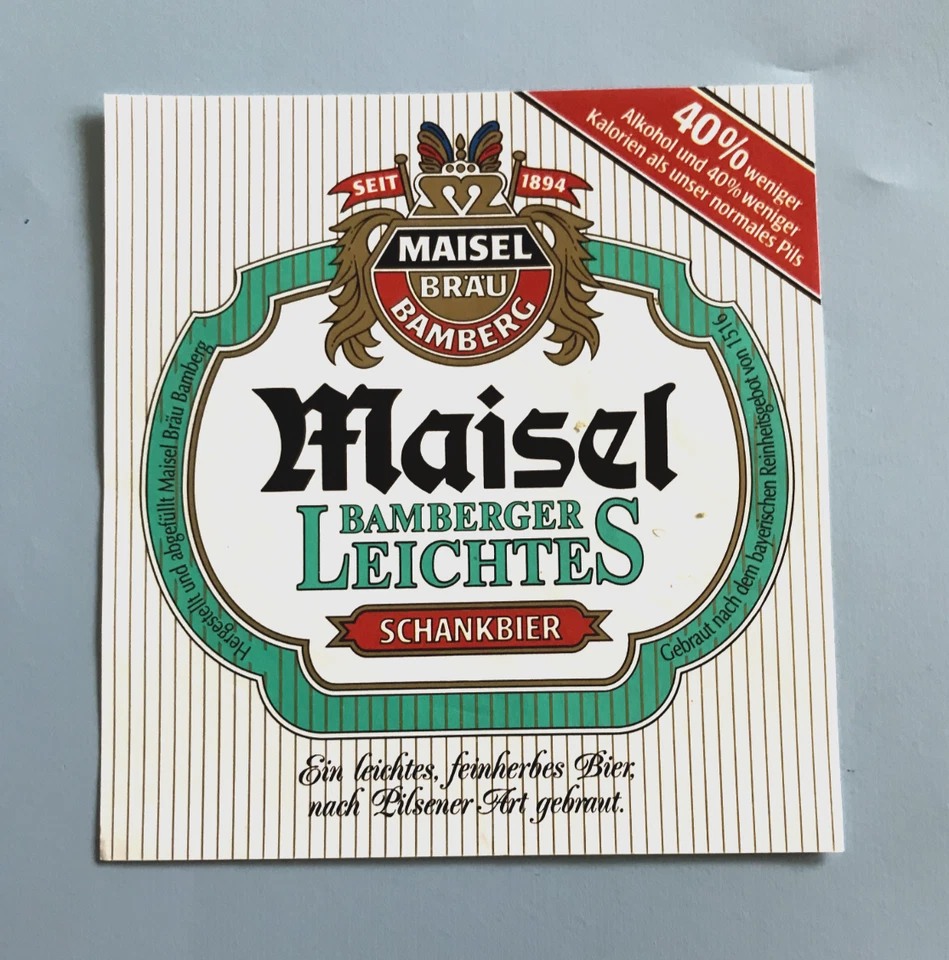 40% weniger
Alkohol und 40% weniger
Kalorien als unser normales Pils
SEIT 1894
MAISEL
BRÄU
BAMBERG
Hergestellt und abgefüllt Maisel Bräu Bamberg
Gebraut nach dem bayerischen Reinheitsgebot von 1516
Maisel
BAMBERGER
LEICHTES
SCHANKBIER
Ein leichtes, feinherbes Bier,
nach Pilsener Art gebraut.